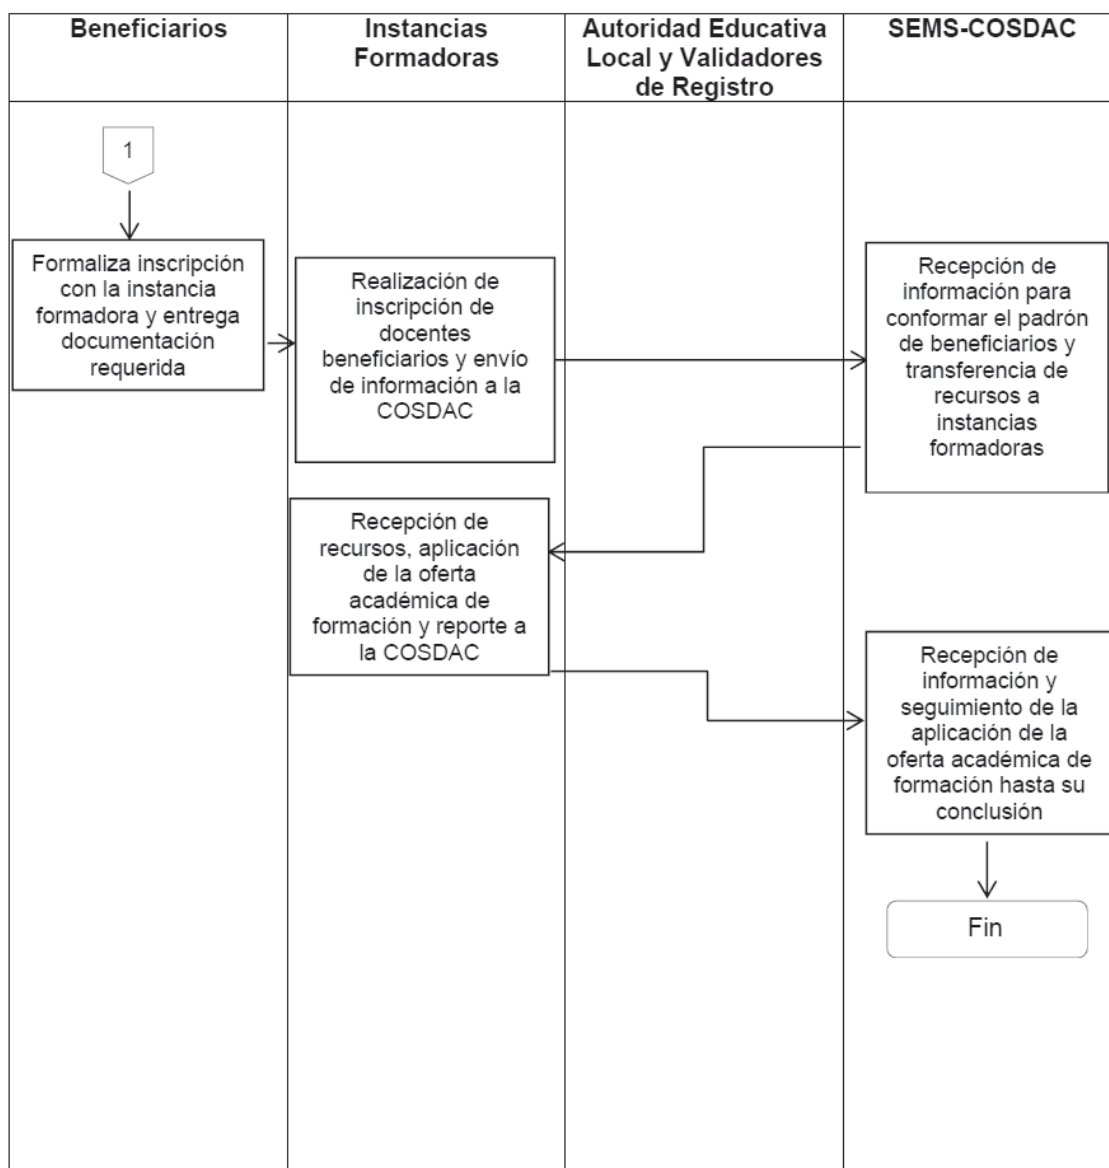 Beneficiarios
Instancias
Formadoras
Autoridad Educativa
Local y Validadores
de Registro
SEMS-COSDAC
1
Formaliza inscripción
con la instancia
formadora y entrega
documentación
requerida
Realización de
inscripción de
docentes
beneficiarios y envío
de información a la
COSDAC
Recepción de
información para
conformar el padrón
de beneficiarios y
transferencia de
recursos a
instancias
formadoras
Recepción de
recursos, aplicación
de la oferta
académica de
formación y reporte a
la COSDAC
Recepción de
información y
seguimiento de la
aplicación de la
oferta académica de
formación hasta su
conclusión
Fin